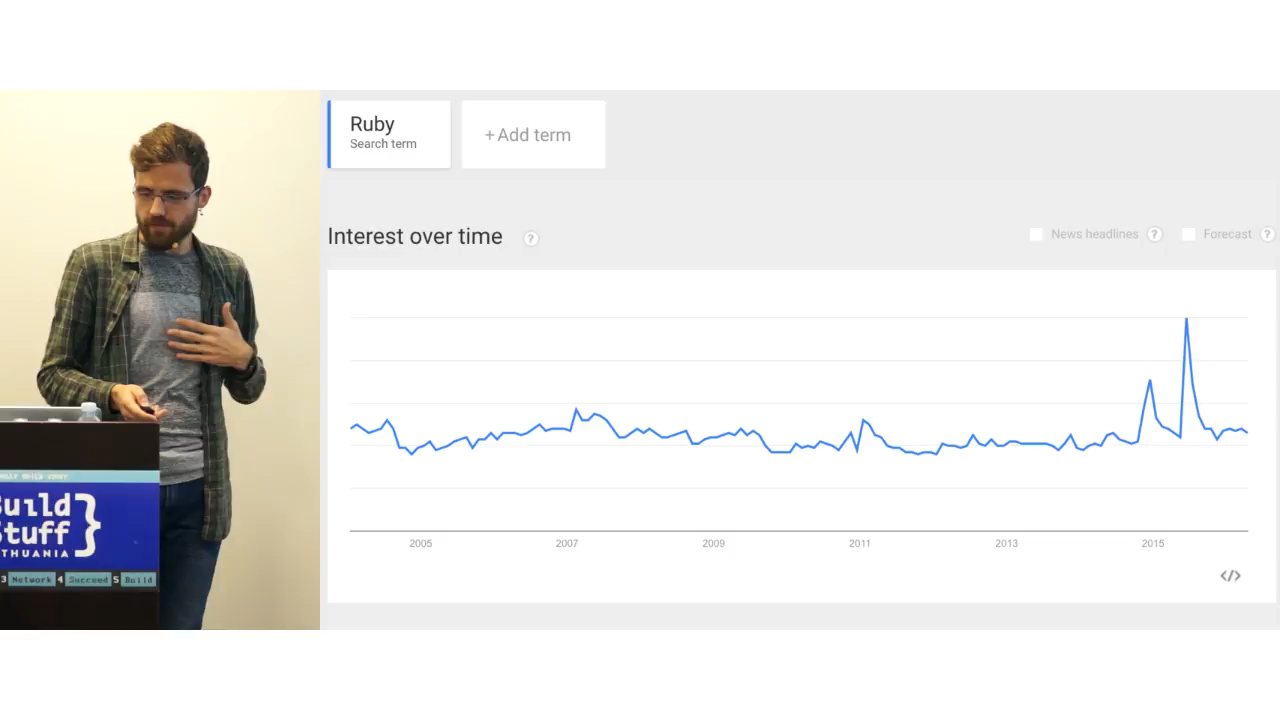 Ruby
Search term
+ Add term
Interest over time ?
News headlines ? Forecast ?
2005 2007 2009 2011 2013 2015
</>
Build
Stuff
THUANIA
3 Network 4 Succeed 5 Build